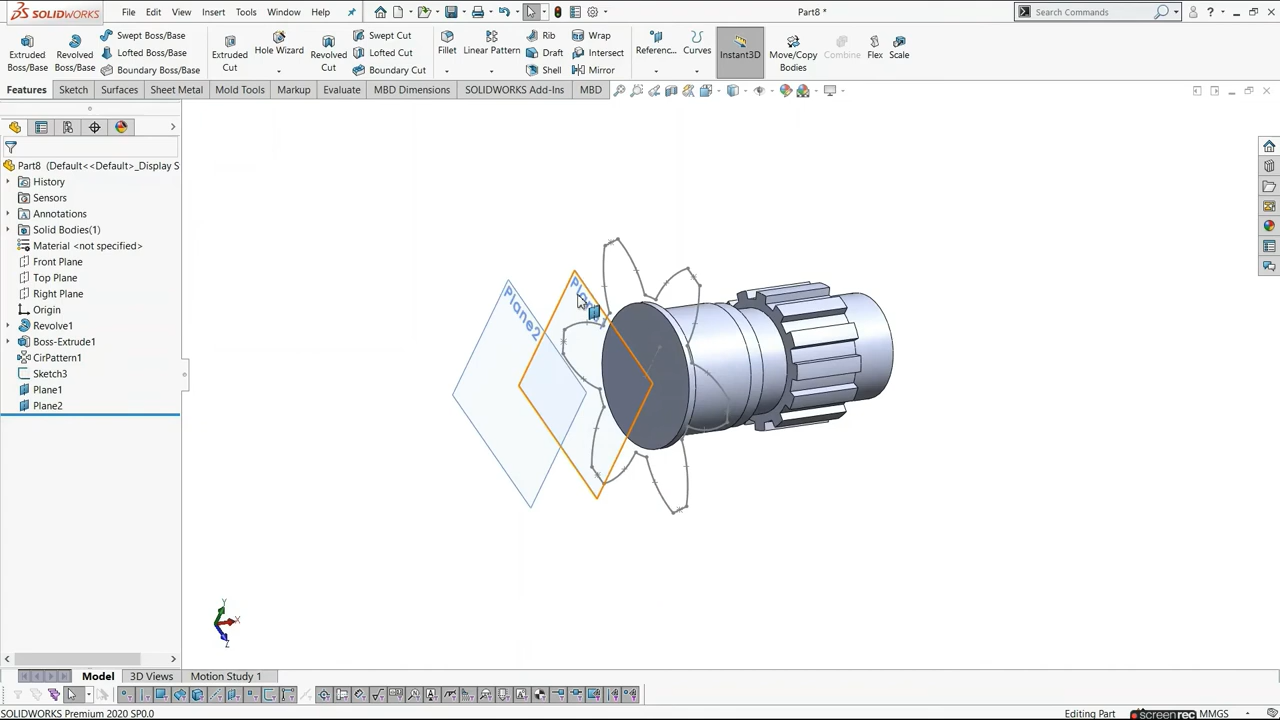 SOLIDWORKS File Edit View Insert Tools Window Help Part8 * Search Commands
Extruded Boss/Base Revolved Boss/Base Swept Boss/Base Lofted Boss/Base Boundary Boss/Base Extruded Cut Hole Wizard Revolved Cut Swept Cut Lofted Cut Boundary Cut Fillet Linear Pattern Rib Draft Shell Wrap Intersect Mirror Referenc... Curves Instant3D Move/Copy Bodies Combine Flex Scale
Features Sketch Surfaces Sheet Metal Mold Tools Markup Evaluate MBD Dimensions SOLIDWORKS Add-Ins MBD
Part8 (Default<<Default>_Display S
History
Sensors
Annotations
Solid Bodies(1)
Material <not specified>
Front Plane
Top Plane
Right Plane
Origin
Revolve1
Boss-Extrude1
CirPattern1
Sketch3
Plane1
Plane2
Plane2
Y
X
Z
Model 3D Views Motion Study 1
SOLIDWORKS Premium 2020 SP0.0 Editing Part screenrec MMGS